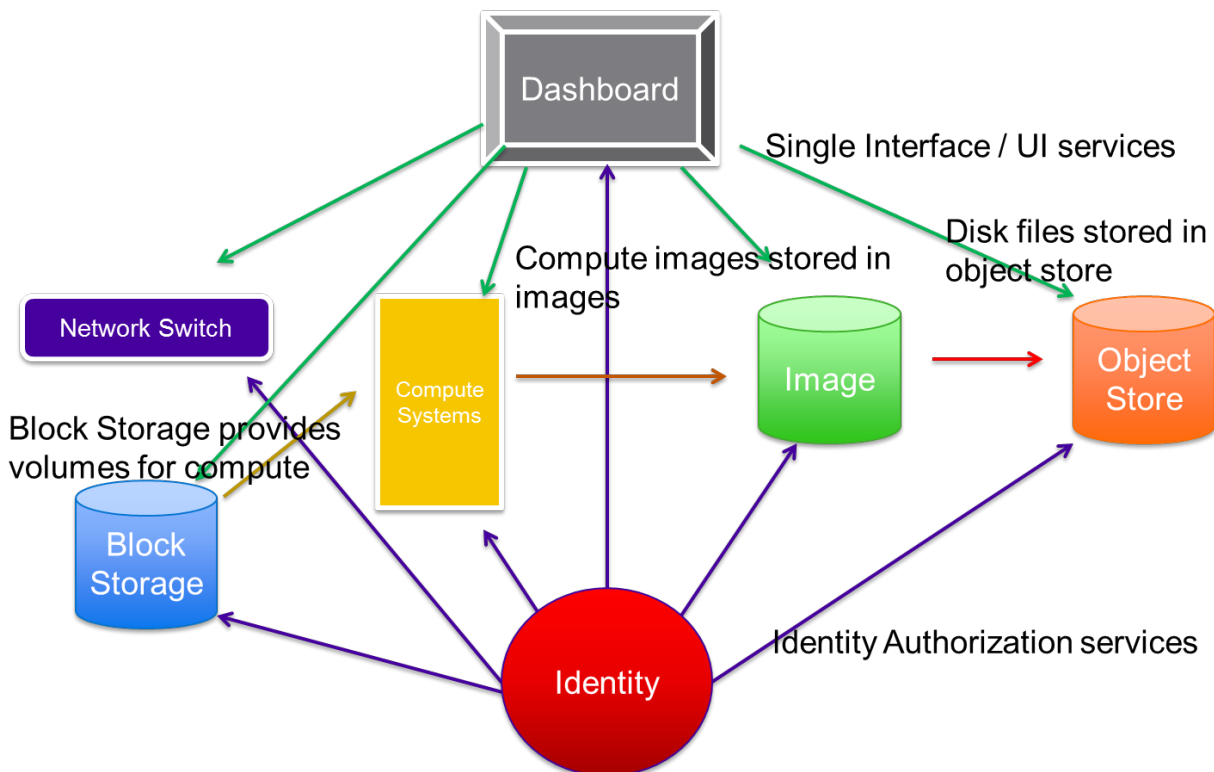 Dashboard
Single Interface / UI services
Disk files stored in
object store
Compute images stored in
images
Network Switch
Compute
Systems
Image
Object
Store
Block Storage provides
volumes for compute
Block
Storage
Identity Authorization services
Identity